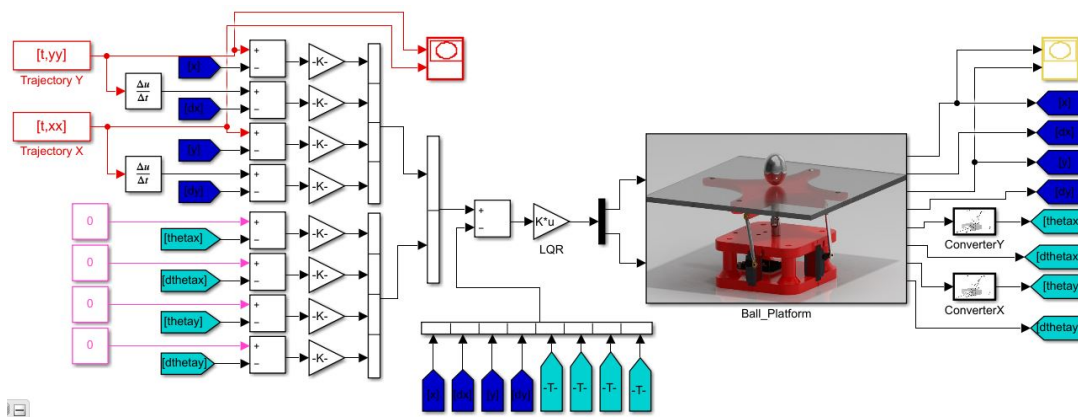 [t,yy]
Trajectory Y
Δu
Δt
[t,xx]
Trajectory X
Δu
Δt
0
0
0
0
[x]
[dx]
[y]
[dy]
[thetax]
[dthetax]
[thetay]
[dthetay]
+
−
+
−
+
−
+
−
+
−
+
−
+
−
+
−
-K-
-K-
-K-
-K-
-K-
-K-
-K-
-K-
+
−
K*u
LQR
[x]
[dx]
[y]
[dy]
-T-
-T-
-T-
-T-
Ball_Platform
ConverterY
ConverterX
[x]
[dx]
[y]
[dy]
[thetax
[dthetax
[thetay
[dthetay